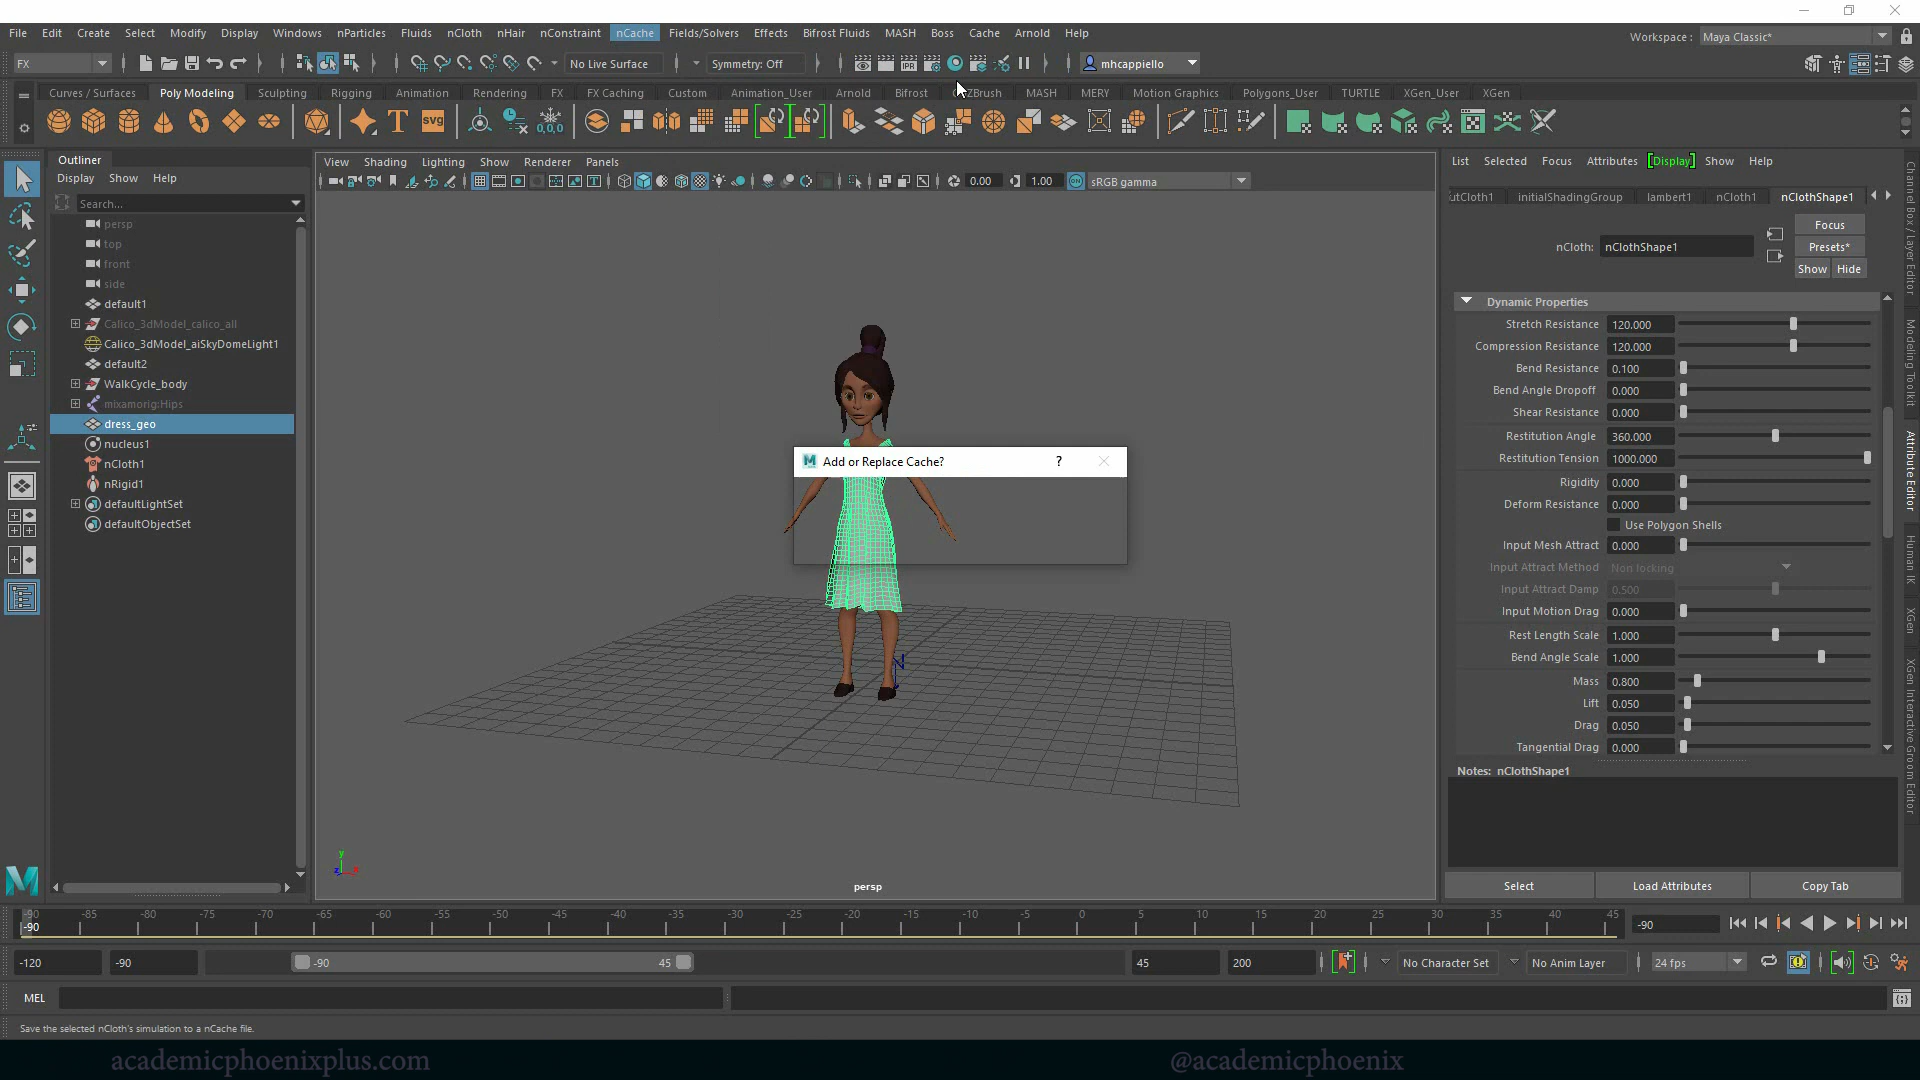 File Edit Create Select Modify Display Windows nParticles Fluids nCloth nHair nConstraint nCache Fields/Solvers Effects Bifrost Fluids MASH Boss Cache Arnold Help
Workspace : Maya Classic*
FX
No Live Surface
Symmetry: Off
mhcappiello
Curves / Surfaces Poly Modeling Sculpting Rigging Animation Rendering FX FX Caching Custom Animation_User Arnold Bifrost ZBrush MASH MERY Motion Graphics Polygons_User TURTLE XGen_User XGen
Outliner
Display Show Help
Search...
persp
top
front
side
default1
Calico_3dModel_calico_all
Calico_3dModel_aiSkyDomeLight1
default2
WalkCycle_body
mixamorig:Hips
dress_geo
nucleus1
nCloth1
nRigid1
defaultLightSet
defaultObjectSet
View Shading Lighting Show Renderer Panels
0.00 1.00 sRGB gamma
Add or Replace Cache? ?
persp
List Selected Focus Attributes Display Show Help
utCloth1 initialShadingGroup lambert1 nCloth1 nClothShape1
nCloth: nClothShape1
Focus
Presets*
Show Hide
Dynamic Properties
Stretch Resistance 120.000
Compression Resistance 120.000
Bend Resistance 0.100
Bend Angle Dropoff 0.000
Shear Resistance 0.000
Restitution Angle 360.000
Restitution Tension 1000.000
Rigidity 0.000
Deform Resistance 0.000
Use Polygon Shells
Input Mesh Attract 0.000
Input Attract Method Non locking
Input Attract Damp 0.500
Input Motion Drag 0.000
Rest Length Scale 1.000
Bend Angle Scale 1.000
Mass 0.800
Lift 0.050
Drag 0.050
Tangential Drag 0.000
Notes: nClothShape1
Select Load Attributes Copy Tab
Channel Box / Layer Editor
Modeling Toolkit
Attribute Editor
Human IK
XGen
XGen Interactive Groom Editor
-90 -85 -80 -75 -70 -65 -60 -55 -50 -45 -40 -35 -30 -25 -20 -15 -10 -5 0 5 10 15 20 25 30 35 40 45
-90
-90
-120 -90 -90 45 45 200
No Character Set
No Anim Layer
24 fps
MEL
Save the selected nCloth's simulation to a nCache file.
academicphoenixplus.com
@academicphoenix